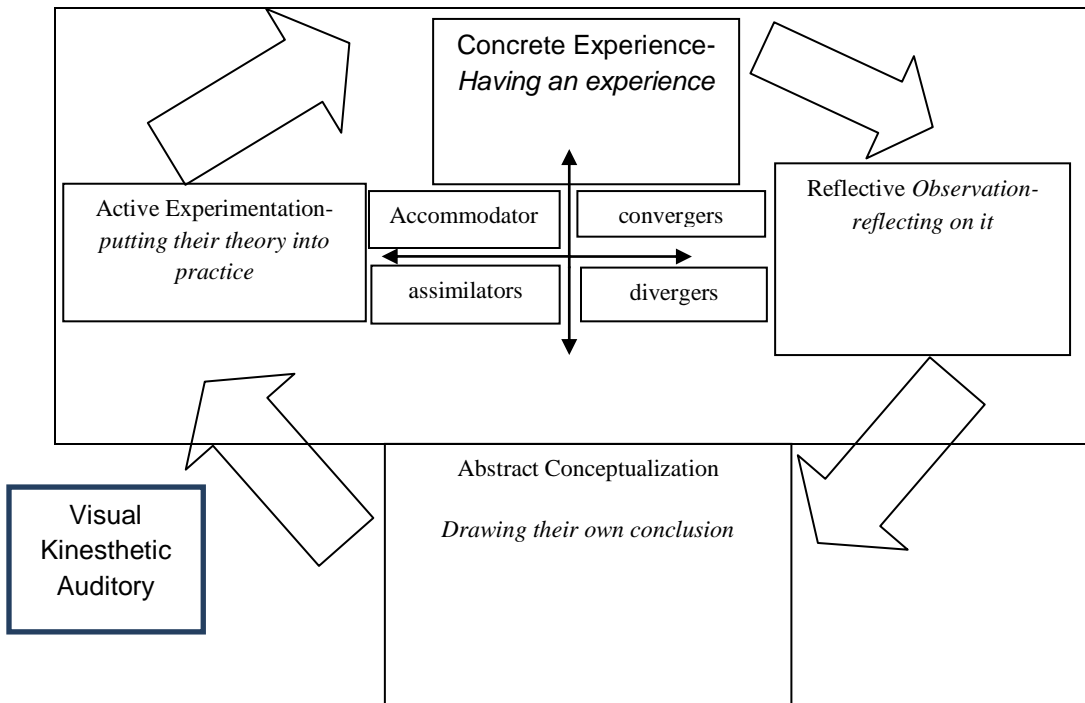 Concrete Experience-
Having an experience
Active Experimentation-
putting their theory into
practice
Accommodator
convergers
assimilators
divergers
Reflective Observation-
reflecting on it
Abstract Conceptualization
Drawing their own conclusion
Visual
Kinesthetic
Auditory